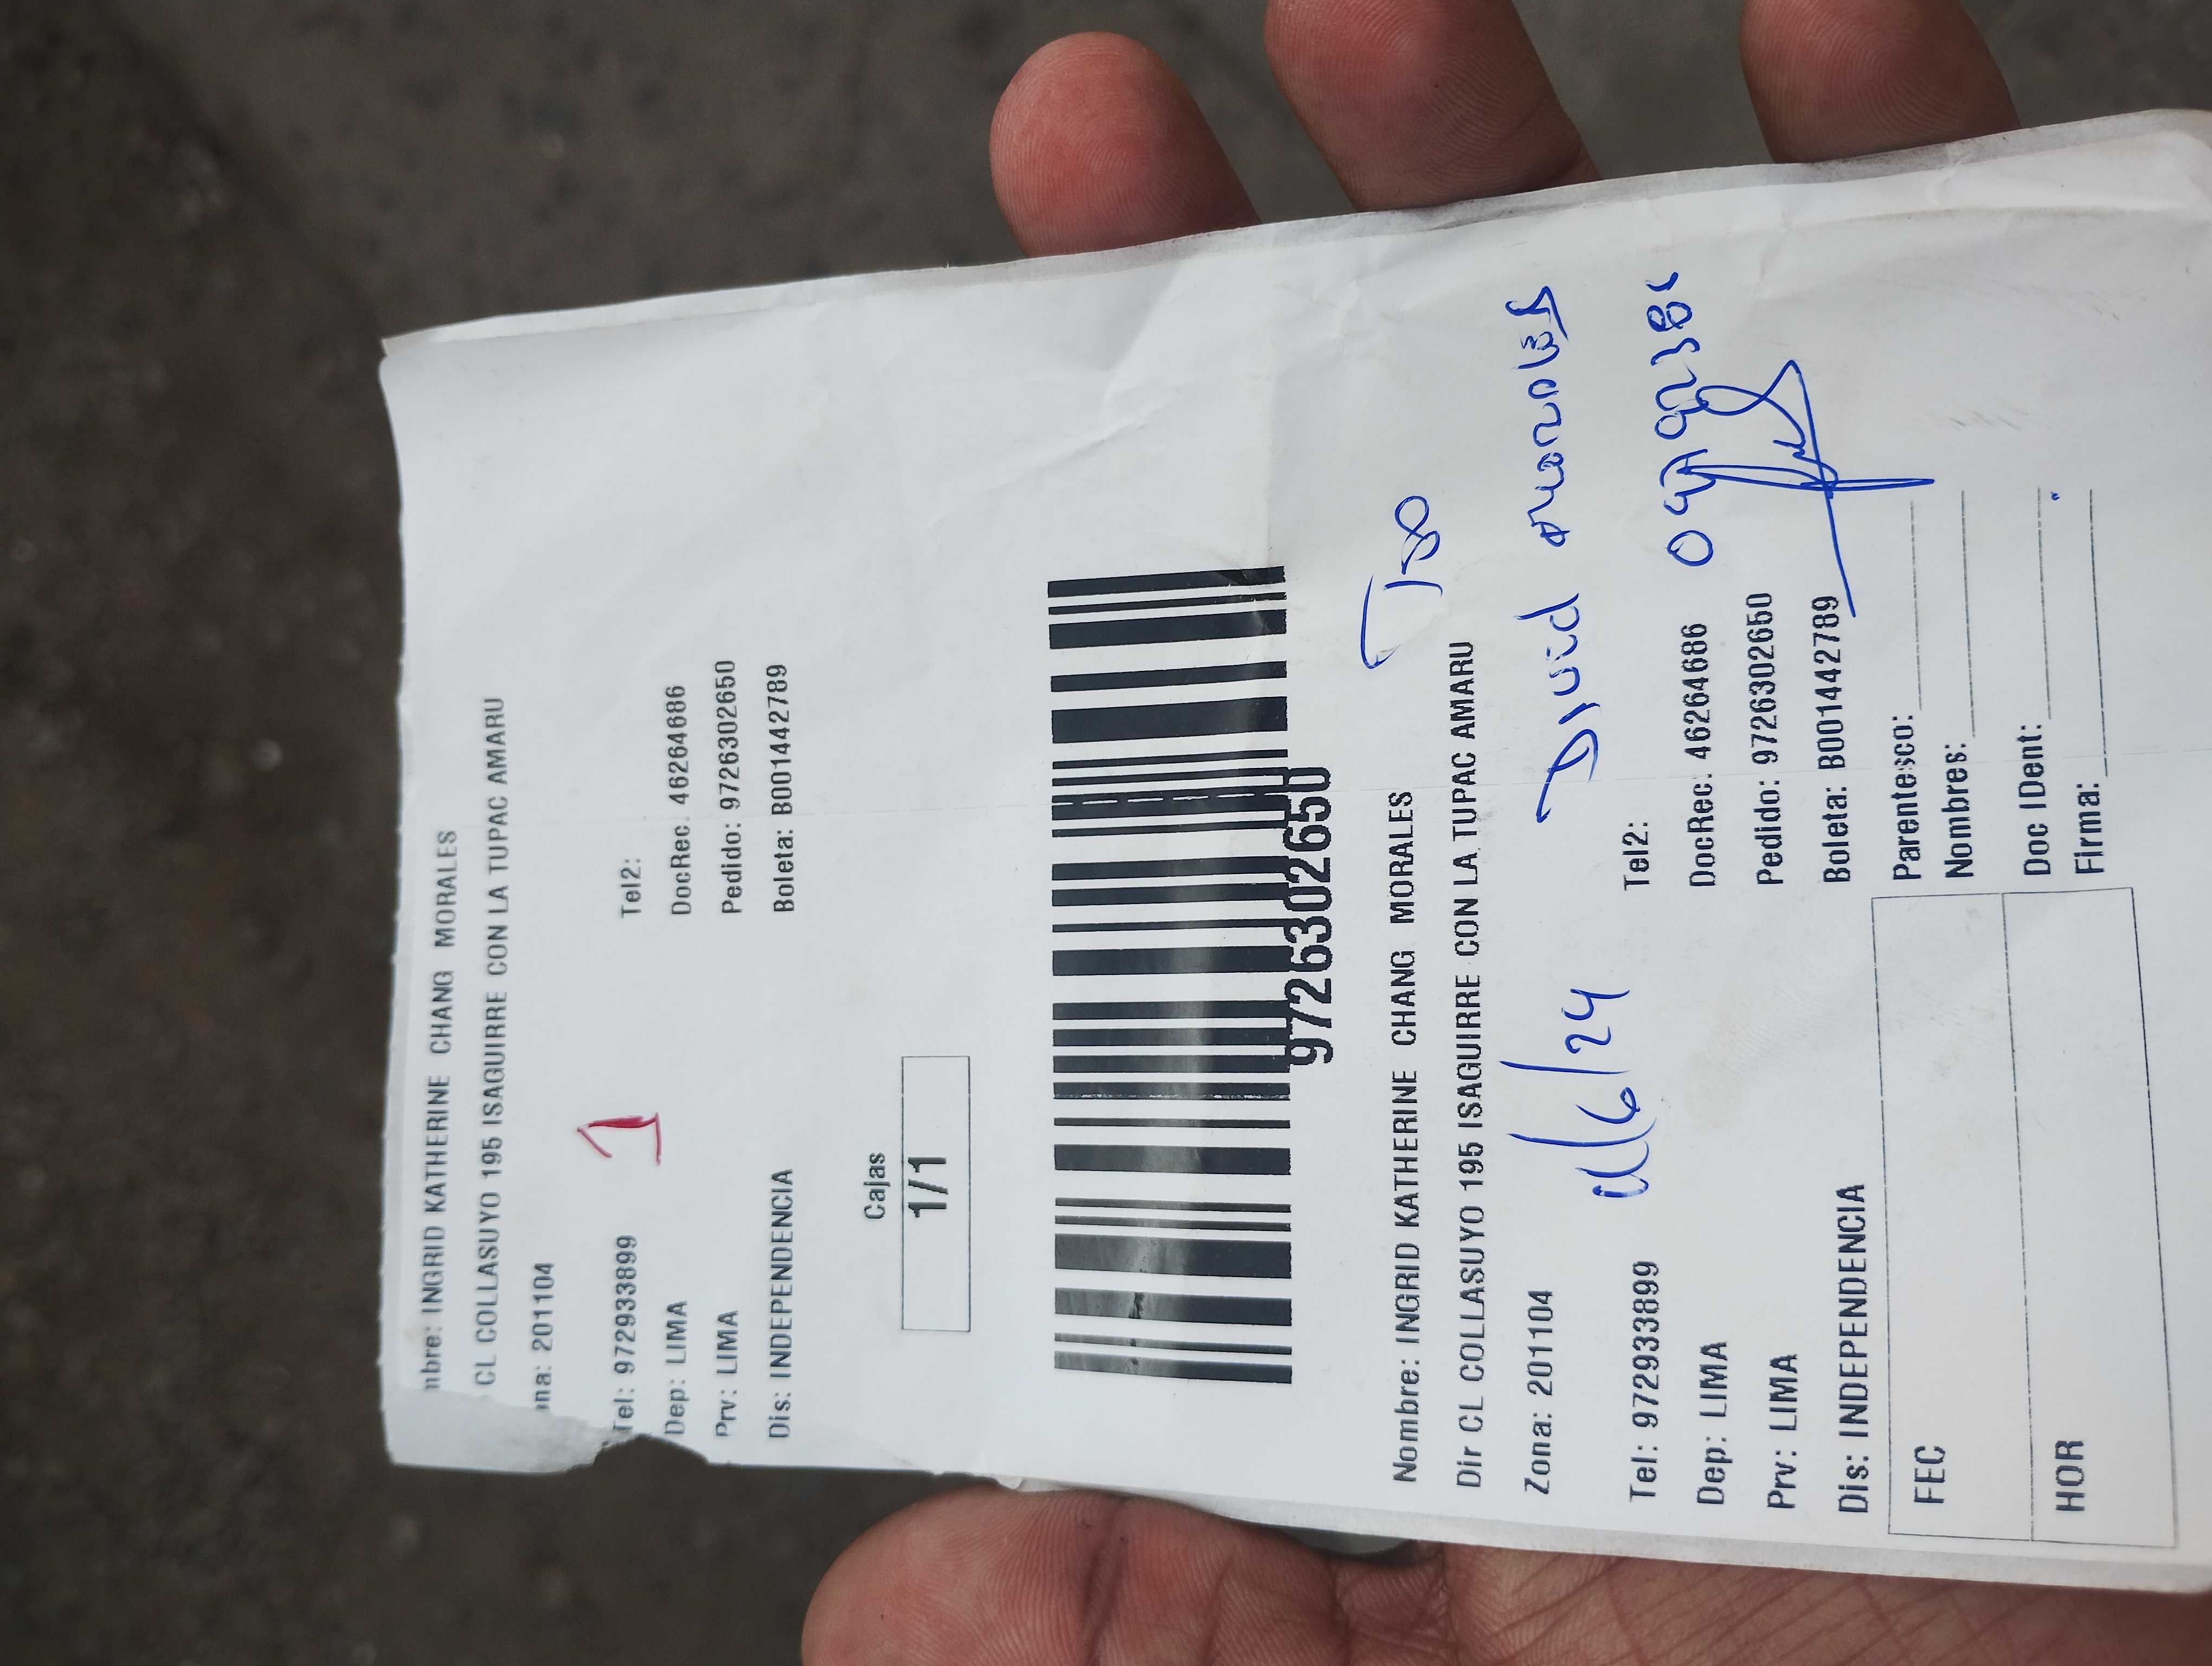 mbre: INGRID KATHERINE CHANG MORALES
CL COLLASUYO 195 ISAGUIRRE CON LA TUPAC AMARU
ona: 201104
Tel: 972933899 Tel2:
1
Dep: LIMA DocRec: 46264686
Prv: LIMA Pedido: 9726302650
Dis: INDEPENDENCIA Boleta: B001442789
Cajas
1/1
9726302650
Nombre: INGRID KATHERINE CHANG MORALES
Dir CL COLLASUYO 195 ISAGUIRRE CON LA TUPAC AMARU
Zona: 201104
David
/6/24
Tel: 972933899 Tel2:
Dep: LIMA DocRec: 46264686
Prv: LIMA Pedido: 9726302650
Dis: INDEPENDENCIA Boleta: B001442789
FEC Parentesco:
Nombres:
HOR Doc IDent:
Firma: